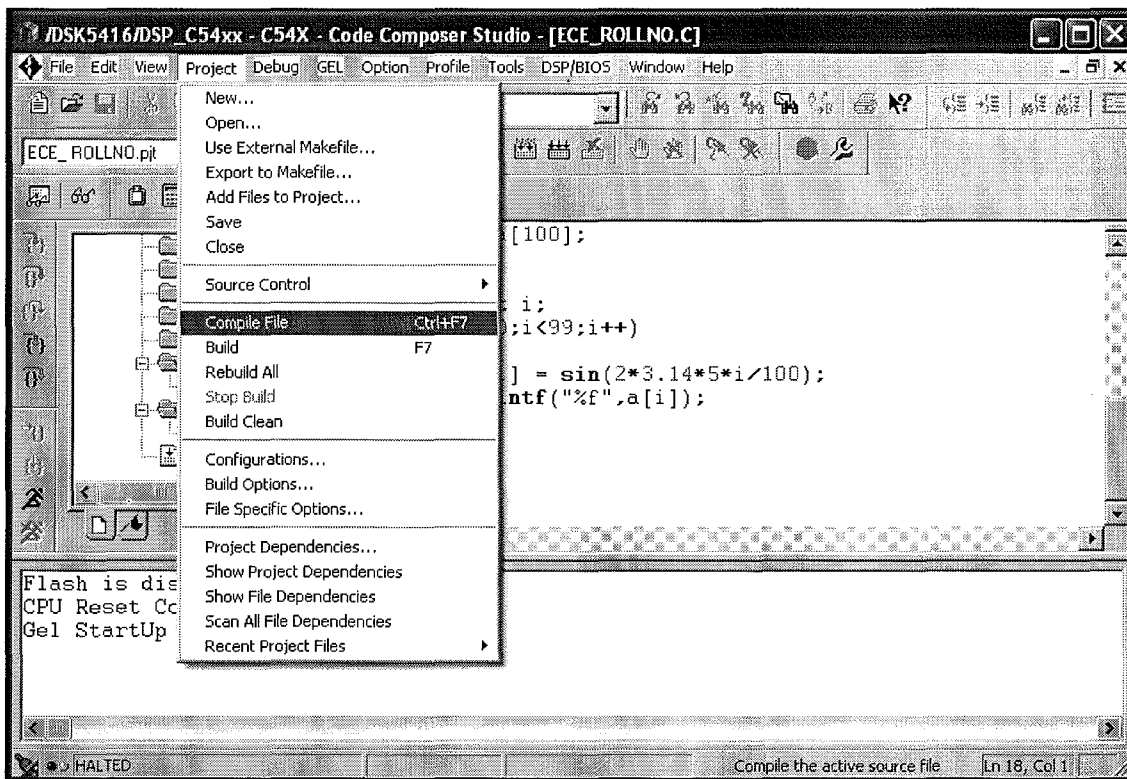 /DSK5416/DSP_C54xx - C54X - Code Composer Studio - [ECE_ROLLNO.C]
File Edit View Project Debug GEL Option Profile Tools DSP/BIOS Window Help
ECE_ROLLNO.pjt
New...
Open...
Use External Makefile...
Export to Makefile...
Add Files to Project...
Save
Close
Source Control
Compile File Ctrl+F7
Build F7
Rebuild All
Stop Build
Build Clean
Configurations...
Build Options...
File Specific Options...
Project Dependencies...
Show Project Dependencies
Show File Dependencies
Scan All File Dependencies
Recent Project Files
[100];
i;
;i<99;i++)
] = sin(2*3.14*5*i/100);
ntf("%f",a[i]);
Flash is dis
CPU Reset Co
Gel StartUp
HALTED Compile the active source file Ln 18, Col 1